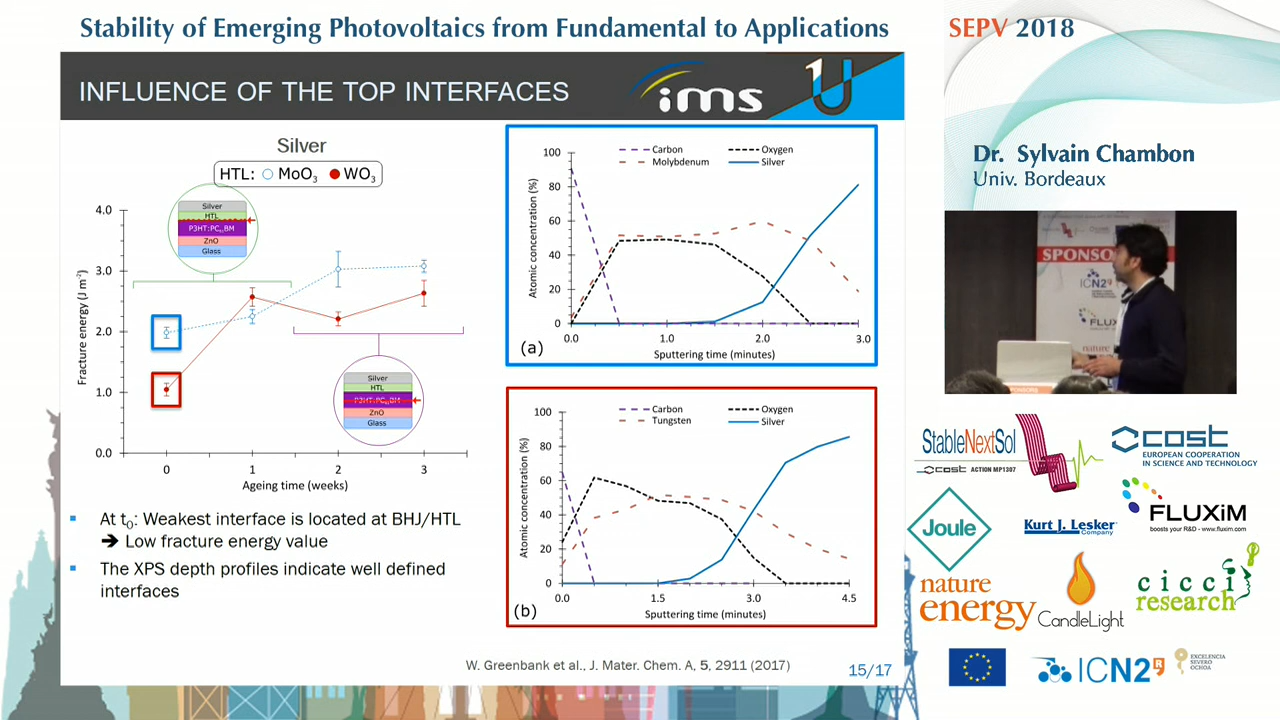 Stability of Emerging Photovoltaics from Fundamental to Applications
SEPV 2018
INFLUENCE OF THE TOP INTERFACES
ims
Dr. Sylvain Chambon
Univ. Bordeaux
Silver
HTL: MoO3 WO3
4.0
3.0
2.0
1.0
0.0
Fracture energy (J m-2)
0 1 2 3
Ageing time (weeks)
Silver
HTL
P3HT:PC61BM
ZnO
Glass
Silver
HTL
P3HT:PC61BM
ZnO
Glass
Carbon Oxygen
Molybdenum Silver
100
80
60
40
20
0
Atomic concentration (%)
0.0 1.0 2.0 3.0
Sputtering time (minutes)
(a)
Carbon Oxygen
Tungsten Silver
100
80
60
40
20
0
Atomic concentration (%)
0.0 1.5 3.0 4.5
Sputtering time (minutes)
(b)
At t0: Weakest interface is located at BHJ/HTL
➔ Low fracture energy value
The XPS depth profiles indicate well defined
interfaces
W. Greenbank et al., J. Mater. Chem. A, 5, 2911 (2017)
15/17
SPONSO
ICN2
FLUX
nature
StableNextSol
cost ACTION MP1307
cost
EUROPEAN COOPERATION
IN SCIENCE AND TECHNOLOGY
Joule
Kurt J. Lesker
Company
FLUXiM
boosts your R&D - www.fluxim.com
nature
energy
CandleLight
cicci
research
ICN2
EXCELENCIA
SEVERO
OCHOA